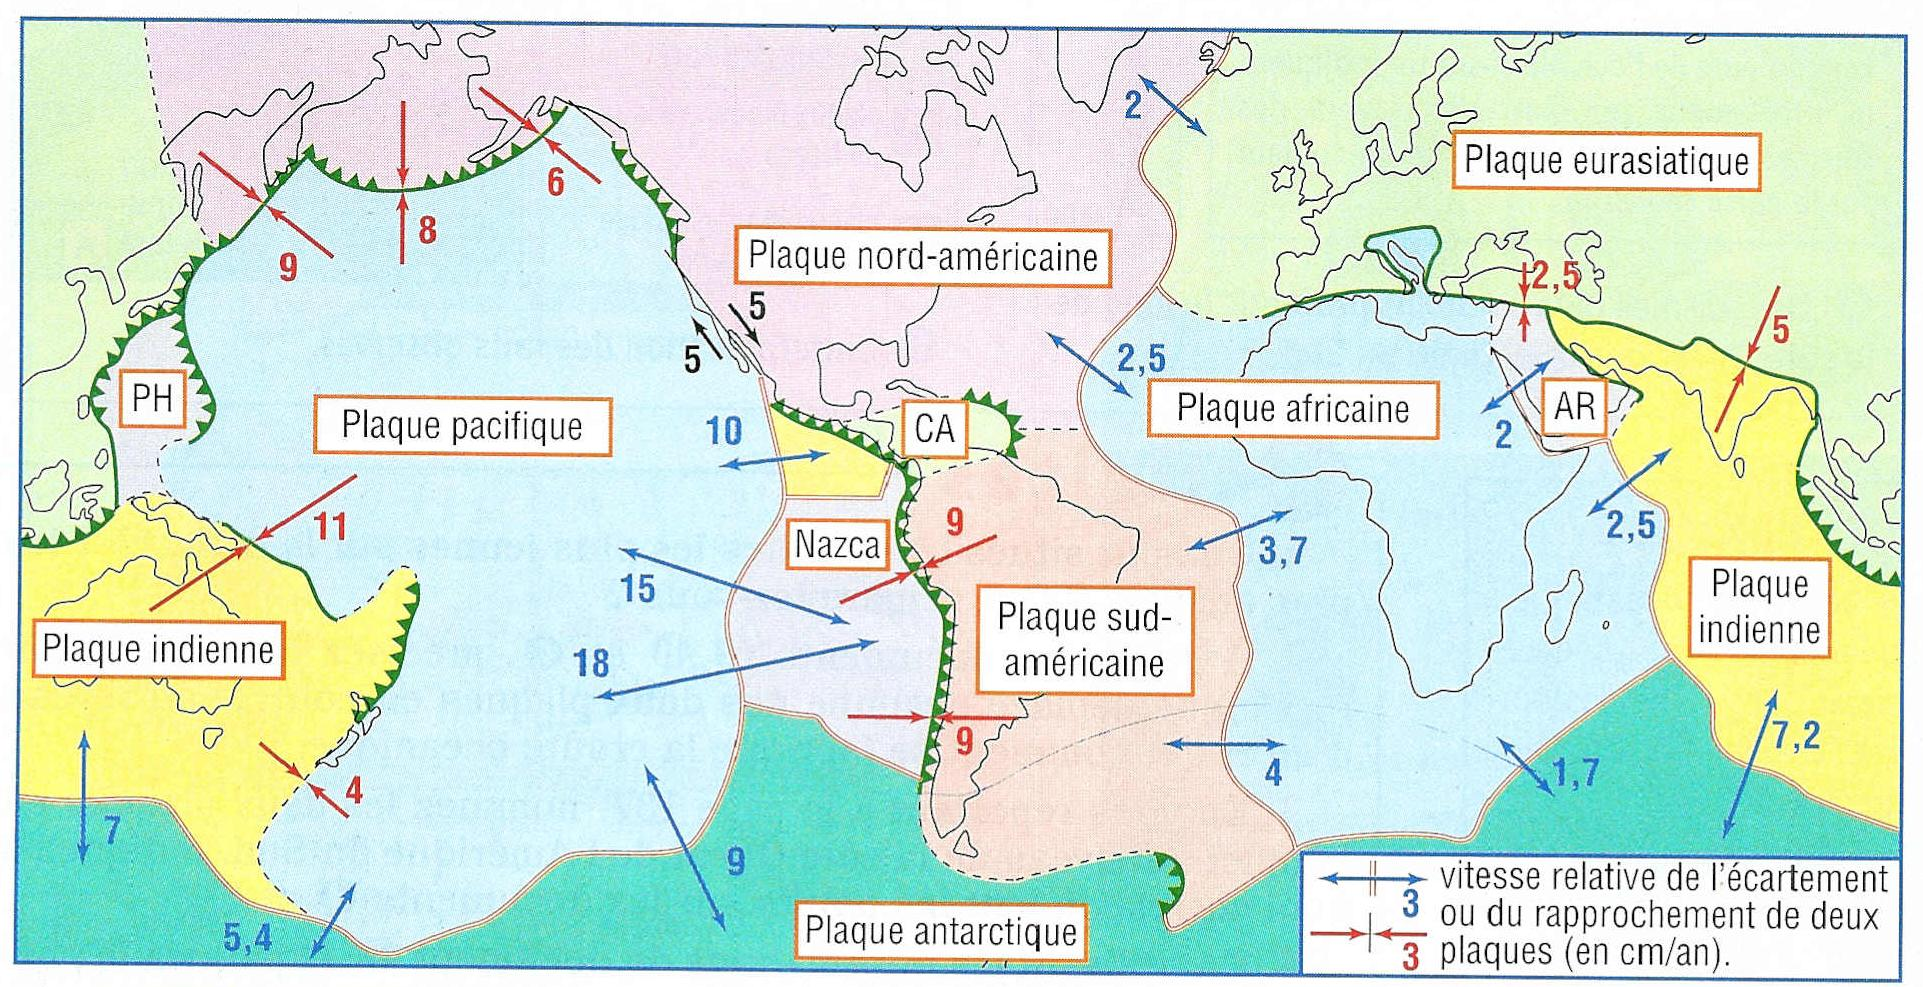 2
Plaque eurasiatique
6
8
9
Plaque nord-américaine
2,5
5
5
5
2,5
PH
Plaque pacifique
10
CA
Plaque africaine
AR
2
11
Nazca
9
3,7
2,5
15
Plaque indienne
18
Plaque sud-
américaine
Plaque
indienne
9
4
4
1,7
7,2
7
9
5,4
Plaque antarctique
3
vitesse relative de l'écartement
ou du rapprochement de deux
3
plaques (en cm/an).